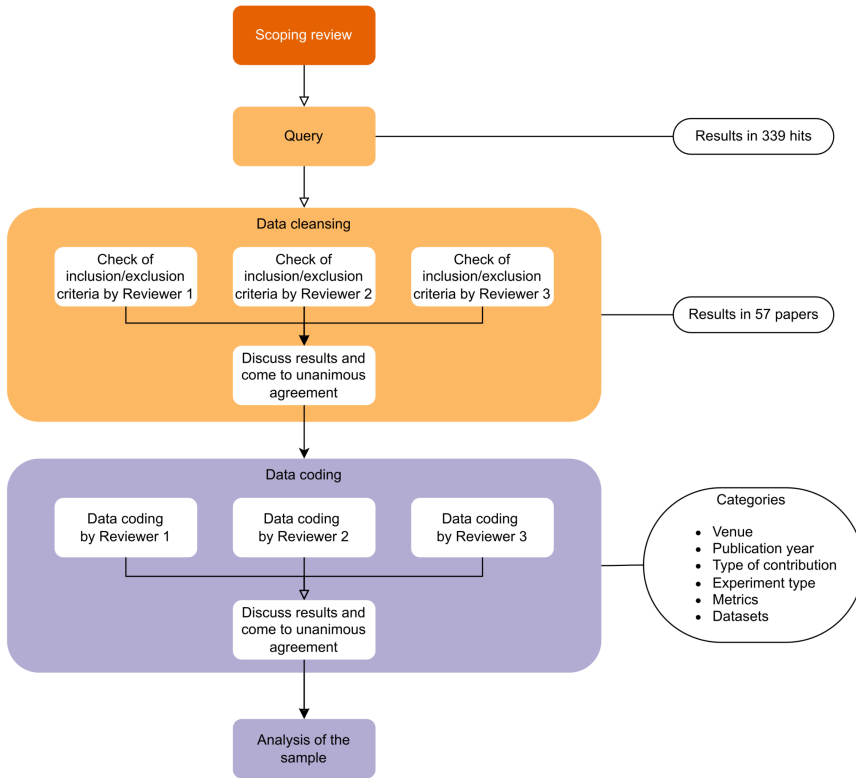 Scoping review
Query
Results in 339 hits
Data cleansing
Check of
inclusion/exclusion
criteria by Reviewer 1
Check of
inclusion/exclusion
criteria by Reviewer 2
Check of
inclusion/exclusion
criteria by Reviewer 3
Results in 57 papers
Discuss results and
come to unanimous
agreement
Data coding
Data coding
by Reviewer 1
Data coding
by Reviewer 2
Data coding
by Reviewer 3
Categories
• Venue
• Publication year
• Type of contribution
• Experiment type
• Metrics
• Datasets
Discuss results and
come to unanimous
agreement
Analysis of the
sample